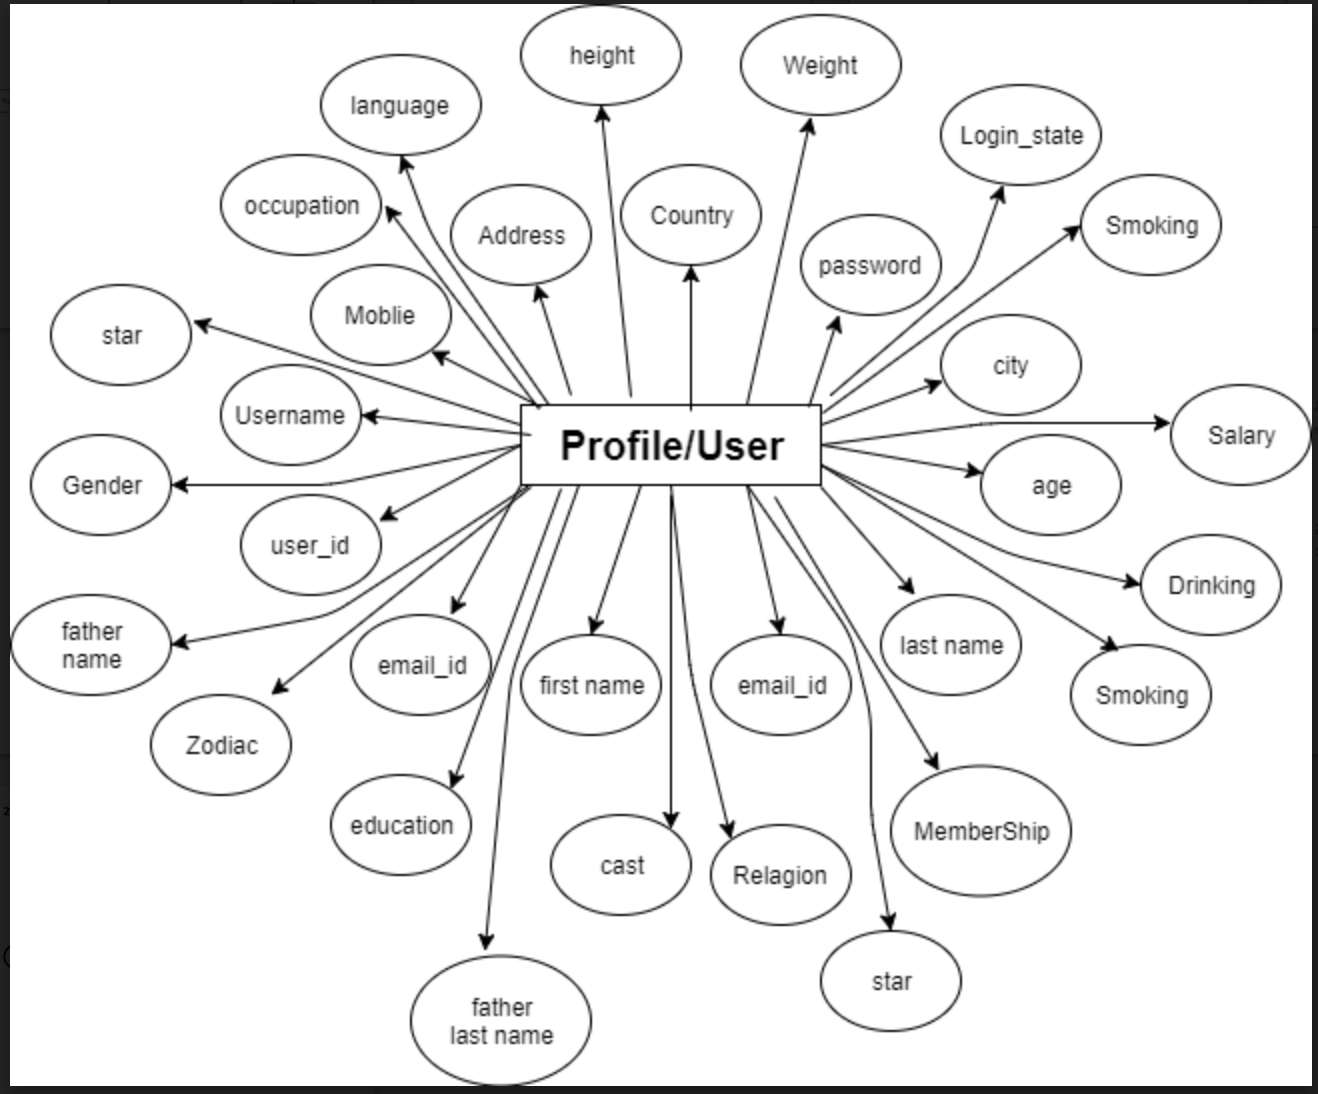 height
Weight
language
Login_state
occupation
Address
Country
Smoking
password
Moblie
star
city
Username
Salary
Profile/User
Gender
age
user_id
Drinking
father
name
email_id
first name
email_id
last name
Smoking
Zodiac
education
cast
Relagion
MemberShip
star
father
last name